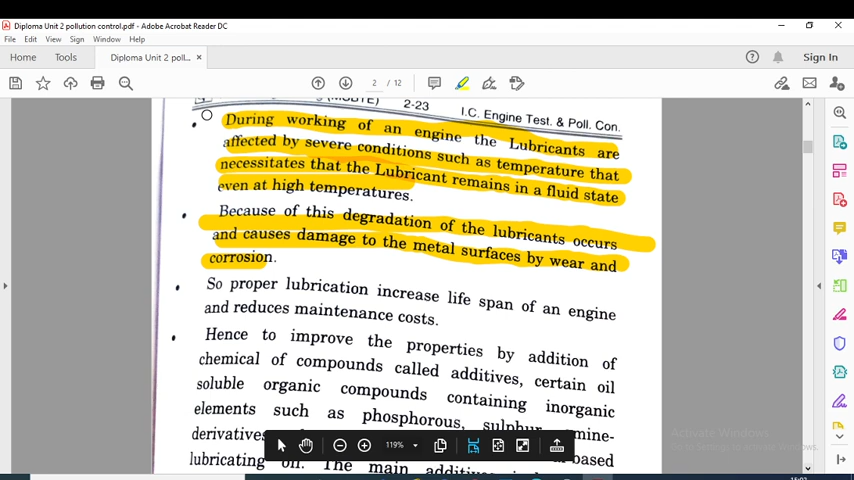 Diploma Unit 2 pollution control.pdf - Adobe Acrobat Reader DC
File Edit View Sign Window Help
Home Tools Diploma Unit 2 poll... × Sign In
2 / 12
2-23 I.C. Engine Test. & Poll. Con.
During working of an engine the Lubricants are
affected by severe conditions such as temperature that
necessitates that the Lubricant remains in a fluid state
even at high temperatures.
Because of this degradation of the lubricants occurs
and causes damage to the metal surfaces by wear and
corrosion.
So proper lubrication increase life span of an engine
and reduces maintenance costs.
Hence to improve the properties by addition of
chemical of compounds called additives, certain oil
soluble organic compounds containing inorganic
elements such as phosphorous, sulphur, amine-
derivatives
119%
based
lubricating oil. The main additives
Activate Windows